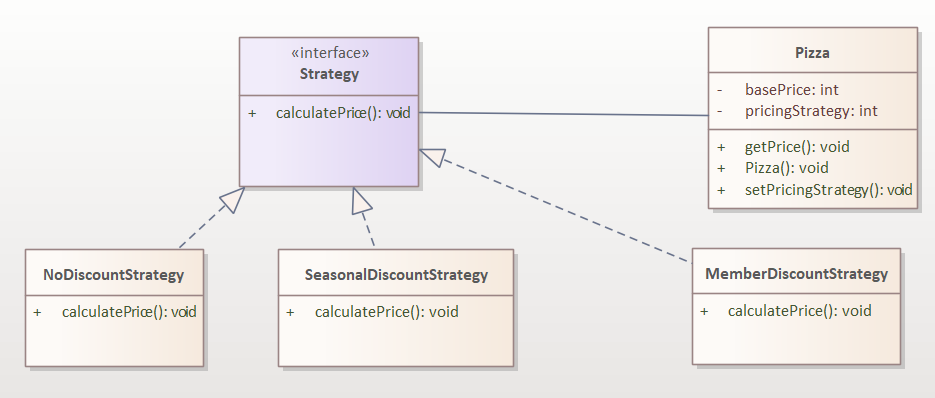 «interface»
Strategy
+ calculatePrice(): void
Pizza
- basePrice: int
- pricingStrategy: int
+ getPrice(): void
+ Pizza(): void
+ setPricingStrategy(): void
NoDiscountStrategy
+ calculatePrice(): void
SeasonalDiscountStrategy
+ calculatePrice(): void
MemberDiscountStrategy
+ calculatePrice(): void